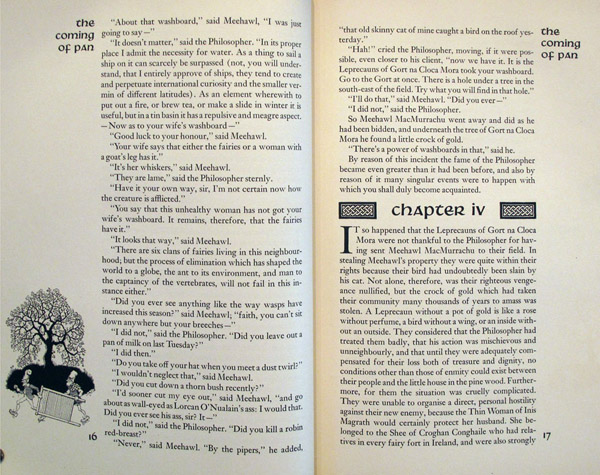 the
coming
of pan
"About that washboard," said Meehawl, "I was just
going to say—"
"It doesn't matter," said the Philosopher. "In its proper
place I admit the necessity for water. As a thing to sail a
ship on it can scarcely be surpassed (not, you will under-
stand, that I entirely approve of ships, they tend to create
and perpetuate international curiosity and the smaller ver-
min of different latitudes). As an element wherewith to
put out a fire, or brew tea, or make a slide in winter it is
useful, but in a tin basin it has a repulsive and meagre aspect.
—Now as to your wife's washboard—"
"Good luck to your honour," said Meehawl.
"Your wife says that either the fairies or a woman with
a goat's leg has it."
"It's her whiskers," said Meehawl.
"They are lame," said the Philosopher sternly.
"Have it your own way, sir, I'm not certain now how
the creature is afflicted."
"You say that this unhealthy woman has not got your
wife's washboard. It remains, therefore, that the fairies
have it."
"It looks that way," said Meehawl.
"There are six clans of fairies living in this neighbour-
hood; but the process of elimination which has shaped the
world to a globe, the ant to its environment, and man to
the captaincy of the vertebrates, will not fail in this in-
stance either."
"Did you ever see anything like the way wasps have
increased this season?" said Meehawl; "faith, you can't sit
down anywhere but your breeches—"
"I did not," said the Philosopher. "Did you leave out a
pan of milk on last Tuesday?"
"I did then."
"Do you take off your hat when you meet a dust twirl?"
"I wouldn't neglect that," said Meehawl.
"Did you cut down a thorn bush recently?"
"I'd sooner cut my eye out," said Meehawl, "and go
about as wall-eyed as Lorcan O'Nualain's ass: I would that.
Did you ever see his ass, sir? It—"
"I did not," said the Philosopher. "Did you kill a robin
red-breast?"
"Never," said Meehawl. "By the pipers," he added,
16
the
coming
of pan
"that old skinny cat of mine caught a bird on the roof yes-
terday."
"Hah!" cried the Philosopher, moving, if it were pos-
sible, even closer to his client, "now we have it. It is the
Leprecauns of Gort na Cloca Mora took your washboard.
Go to the Gort at once. There is a hole under a tree in the
south-east of the field. Try what you will find in that hole."
"I'll do that," said Meehawl. "Did you ever—"
"I did not," said the Philosopher.
So Meehawl MacMurrachu went away and did as he
had been bidden, and underneath the tree of Gort na Cloca
Mora he found a little crock of gold.
"There's a power of washboards in that," said he.
By reason of this incident the fame of the Philosopher
became even greater than it had been before, and also by
reason of it many singular events were to happen with
which you shall duly become acquainted.
chapter iv
IT so happened that the Leprecauns of Gort na Cloca
Mora were not thankful to the Philosopher for hav-
ing sent Meehawl MacMurrachu to their field. In
stealing Meehawl's property they were quite within their
rights because their bird had undoubtedly been slain by
his cat. Not alone, therefore, was their righteous venge-
ance nullified, but the crock of gold which had taken
their community many thousands of years to amass was
stolen. A Leprecaun without a pot of gold is like a rose
without perfume, a bird without a wing, or an inside with-
out an outside. They considered that the Philosopher had
treated them badly, that his action was mischievous and
unneighbourly, and that until they were adequately com-
pensated for their loss both of treasure and dignity, no
conditions other than those of enmity could exist between
their people and the little house in the pine wood. Further-
more, for them the situation was cruelly complicated.
They were unable to organise a direct, personal hostility
against their new enemy, because the Thin Woman of Inis
Magrath would certainly protect her husband. She be-
longed to the Shee of Croghan Conghaile who had rela-
tives in every fairy fort in Ireland, and were also strongly
17